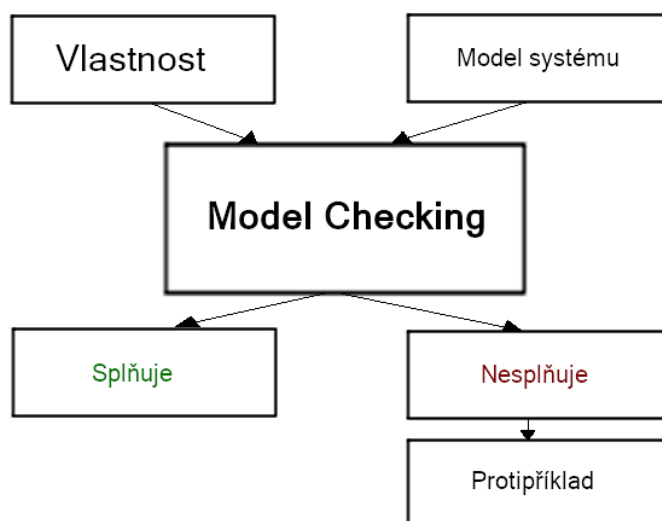 Vlastnost
Model systému
Model Checking
Splňuje
Nesplňuje
Protipříklad